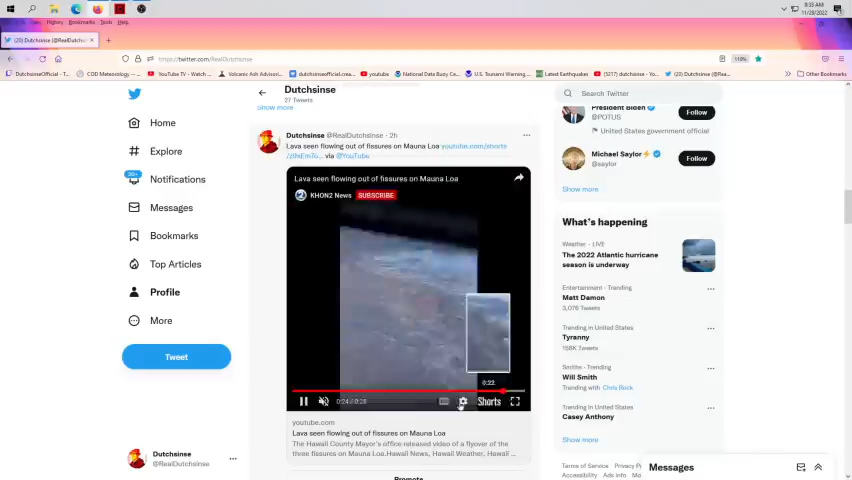 8:33 AM
11/29/2022
History Bookmarks Tools Help
(20) Dutchsinse (@RealDutchsin
https://twitter.com/RealDutchsinse
110%
DutchsinseOfficial - T... COD Meteorology -- ... YouTube TV - Watch ... Volcanic Ash Advisori... dutchsinseofficial.crea... youtube National Data Buoy Ce... U.S. Tsunami Warning... Latest Earthquakes (5217) dutchsinse - Yo... (20) Dutchsinse (@Rea... Other Bookmarks
Home
Explore
Notifications
Messages
Bookmarks
Top Articles
Profile
More
Tweet
Dutchsinse
@RealDutchsinse
Dutchsinse
27 Tweets
Show more
Dutchsinse @RealDutchsinse · 2h
Lava seen flowing out of fissures on Mauna Loa youtube.com/shorts
via @YouTube
Lava seen flowing out of fissures on Mauna Loa
KHON2 News SUBSCRIBE
0:22
0:24 / 0:28
Shorts
youtube.com
Lava seen flowing out of fissures on Mauna Loa
The Hawaii County Mayor's office released video of a flyover of the
three fissures on Mauna Loa.Hawaii News, Hawaii Weather, Hawaii ...
Promote
Search Twitter
President Biden
@POTUS
United States government official
Follow
Michael Saylor
@saylor
Follow
Show more
What's happening
Weather · LIVE
The 2022 Atlantic hurricane
season is underway
Entertainment · Trending
Matt Damon
3,076 Tweets
Trending in United States
Tyranny
158K Tweets
Smithie · Trending
Will Smith
Trending with Chris Rock
Trending in United States
Casey Anthony
Show more
Terms of Service Privacy P
Accessibility Ads info Mo
Messages